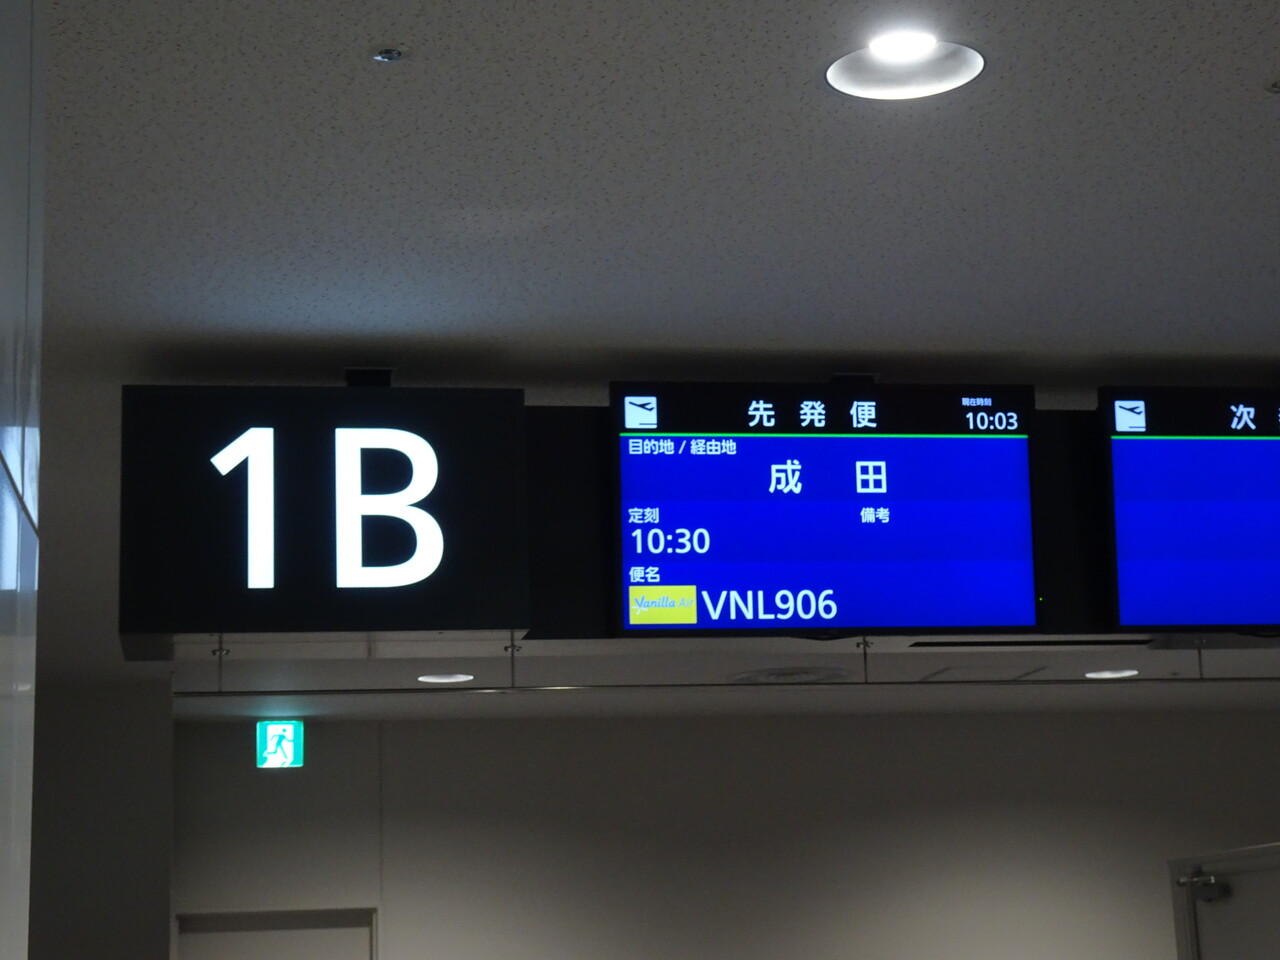 1B
先発便
現在時刻
10:03
目的地 / 経由地
成田
定刻
備考
10:30
便名
Vanilla Air
VNL906
次